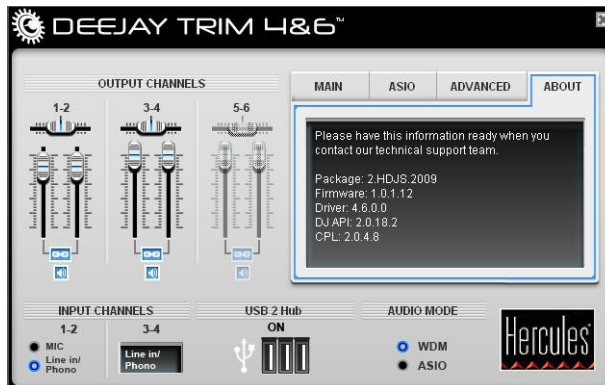 DEEJAY TRIM 4&6™
OUTPUT CHANNELS
1-2
3-4
5-6
MAIN
ASIO
ADVANCED
ABOUT
Please have this information ready when you
contact our technical support team.
Package: 2.HDJS.2009
Firmware: 1.0.1.12
Driver: 4.6.0.0
DJ API: 2.0.18.2
CPL: 2.0.4.8
INPUT CHANNELS
1-2
MIC
Line in/
Phono
3-4
Line in/
Phono
USB 2 Hub
ON
AUDIO MODE
WDM
ASIO
Hercules®